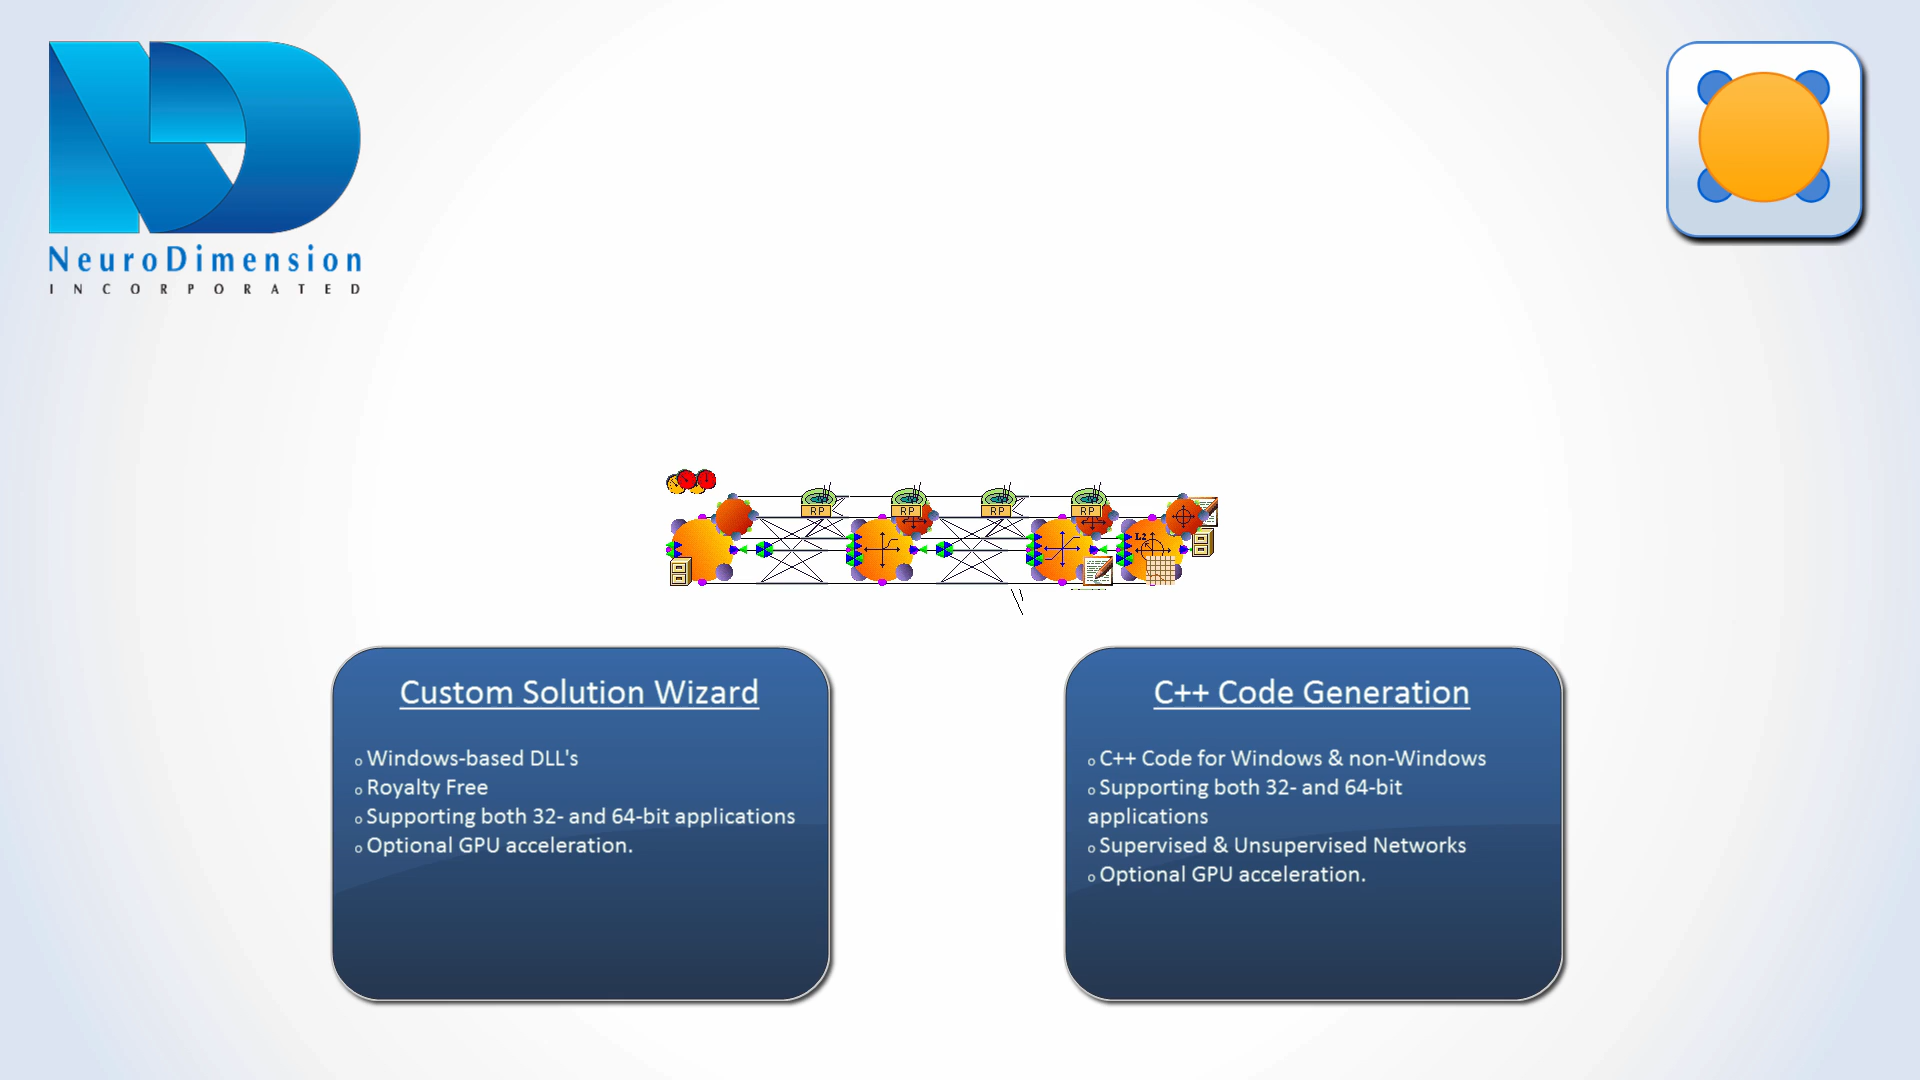 NeuroDimension
INCORPORATED
RP RP RP RP
L2
Custom Solution Wizard
o Windows-based DLL's
o Royalty Free
o Supporting both 32- and 64-bit applications
o Optional GPU acceleration.
C++ Code Generation
o C++ Code for Windows & non-Windows
o Supporting both 32- and 64-bit
applications
o Supervised & Unsupervised Networks
o Optional GPU acceleration.